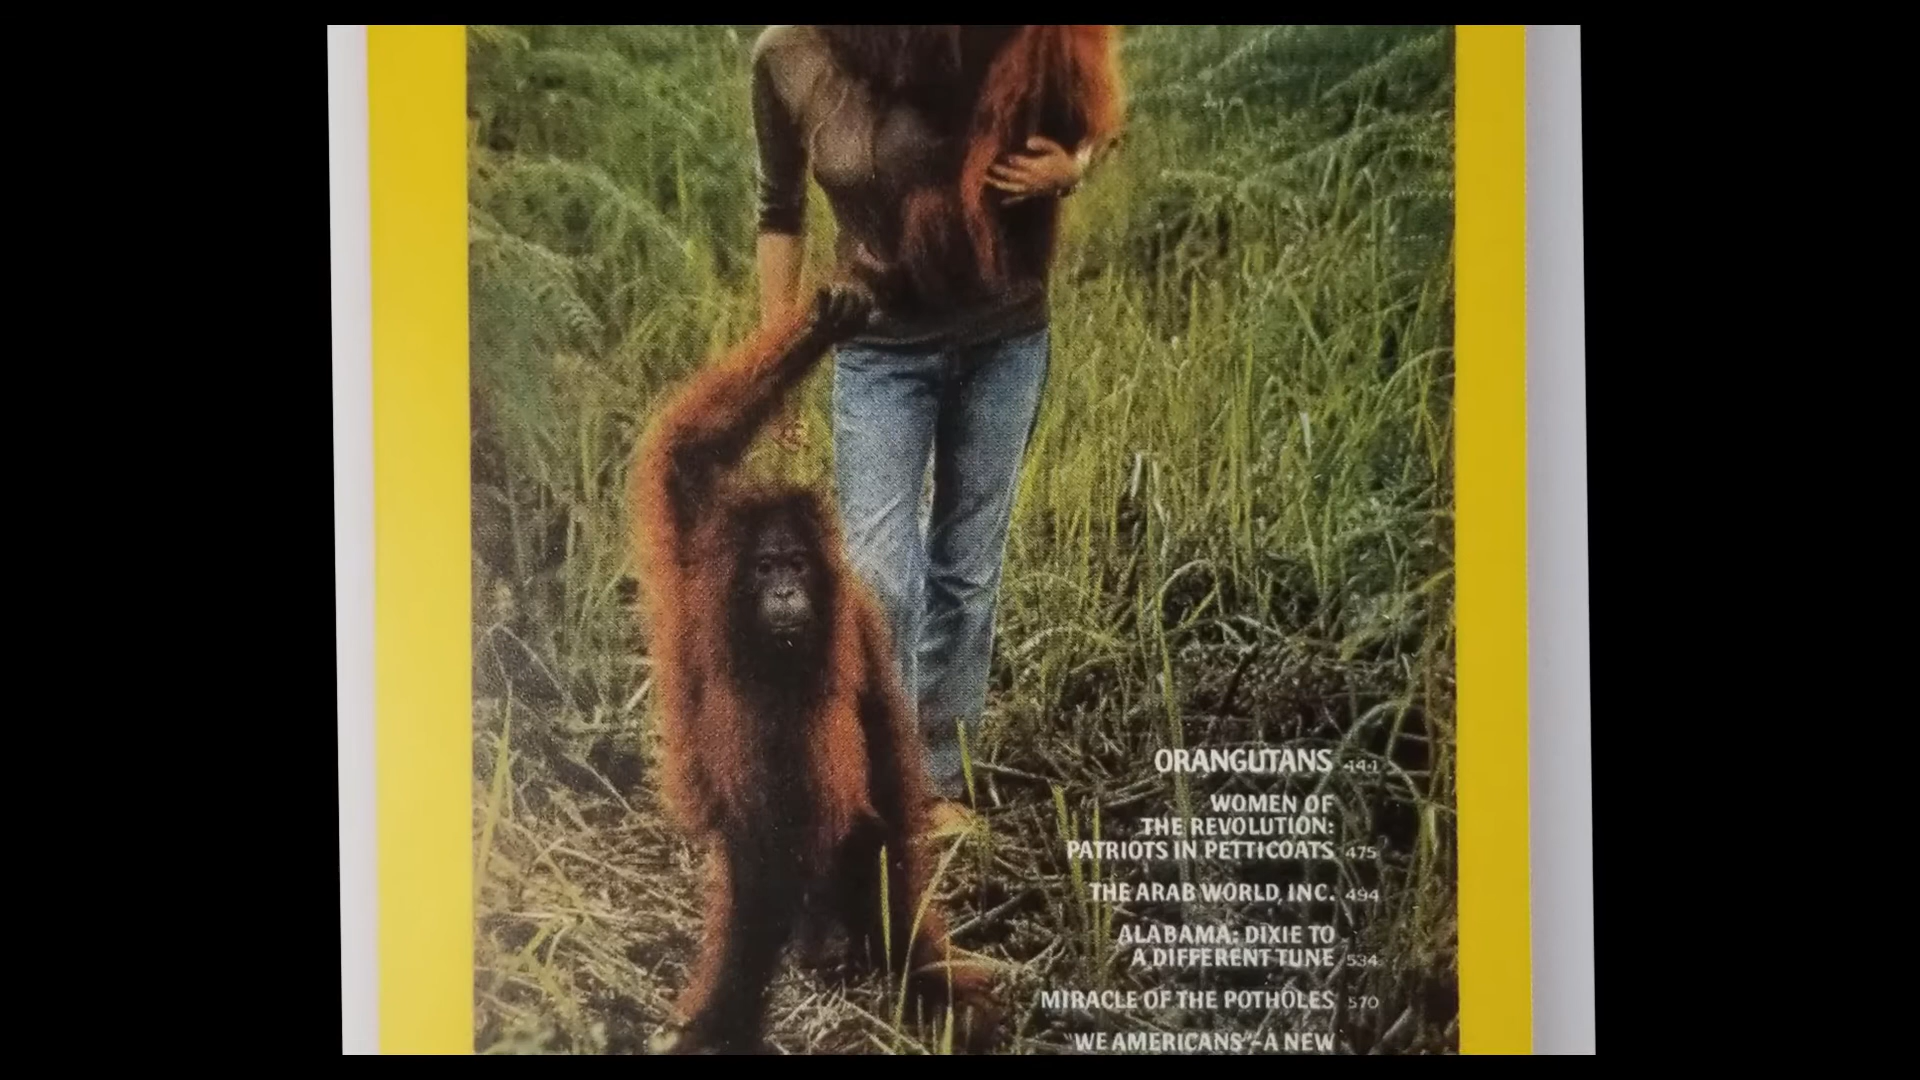 ORANGUTANS 441
WOMEN OF
THE REVOLUTION:
PATRIOTS IN PETTICOATS 475
THE ARAB WORLD, INC. 494
ALABAMA: DIXIE TO
A DIFFERENT TUNE 534
MIRACLE OF THE POTHOLES 570
"WE AMERICANS"-A NEW